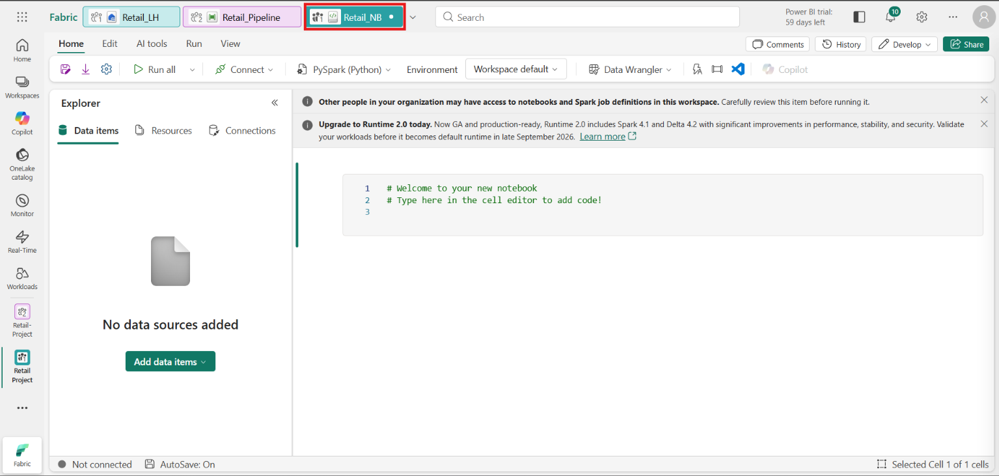 Fabric
Retail_LH
Retail_Pipeline
Retail_NB
Search
Power BI trial:
59 days left
10
Home
Edit
AI tools
Run
View
Comments
History
Develop
Share
Run all
Connect
PySpark (Python)
Environment
Workspace default
Data Wrangler
Copilot
Home
Workspaces
Copilot
OneLake
catalog
Monitor
Real-Time
Workloads
Retail-
Project
Retail
Project
Fabric
Explorer
Data items
Resources
Connections
No data sources added
Add data items
Other people in your organization may have access to notebooks and Spark job definitions in this workspace. Carefully review this item before running it.
Upgrade to Runtime 2.0 today. Now GA and production-ready, Runtime 2.0 includes Spark 4.1 and Delta 4.2 with significant improvements in performance, stability, and security. Validate
your workloads before it becomes default runtime in late September 2026. Learn more
1 # Welcome to your new notebook
2 # Type here in the cell editor to add code!
3
Not connected
AutoSave: On
Selected Cell 1 of 1 cells